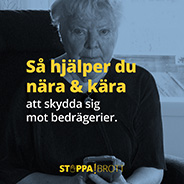 Så hjälper du
nära & kära
att skydda sig
mot bedrägerier.
STOPPA BROTT